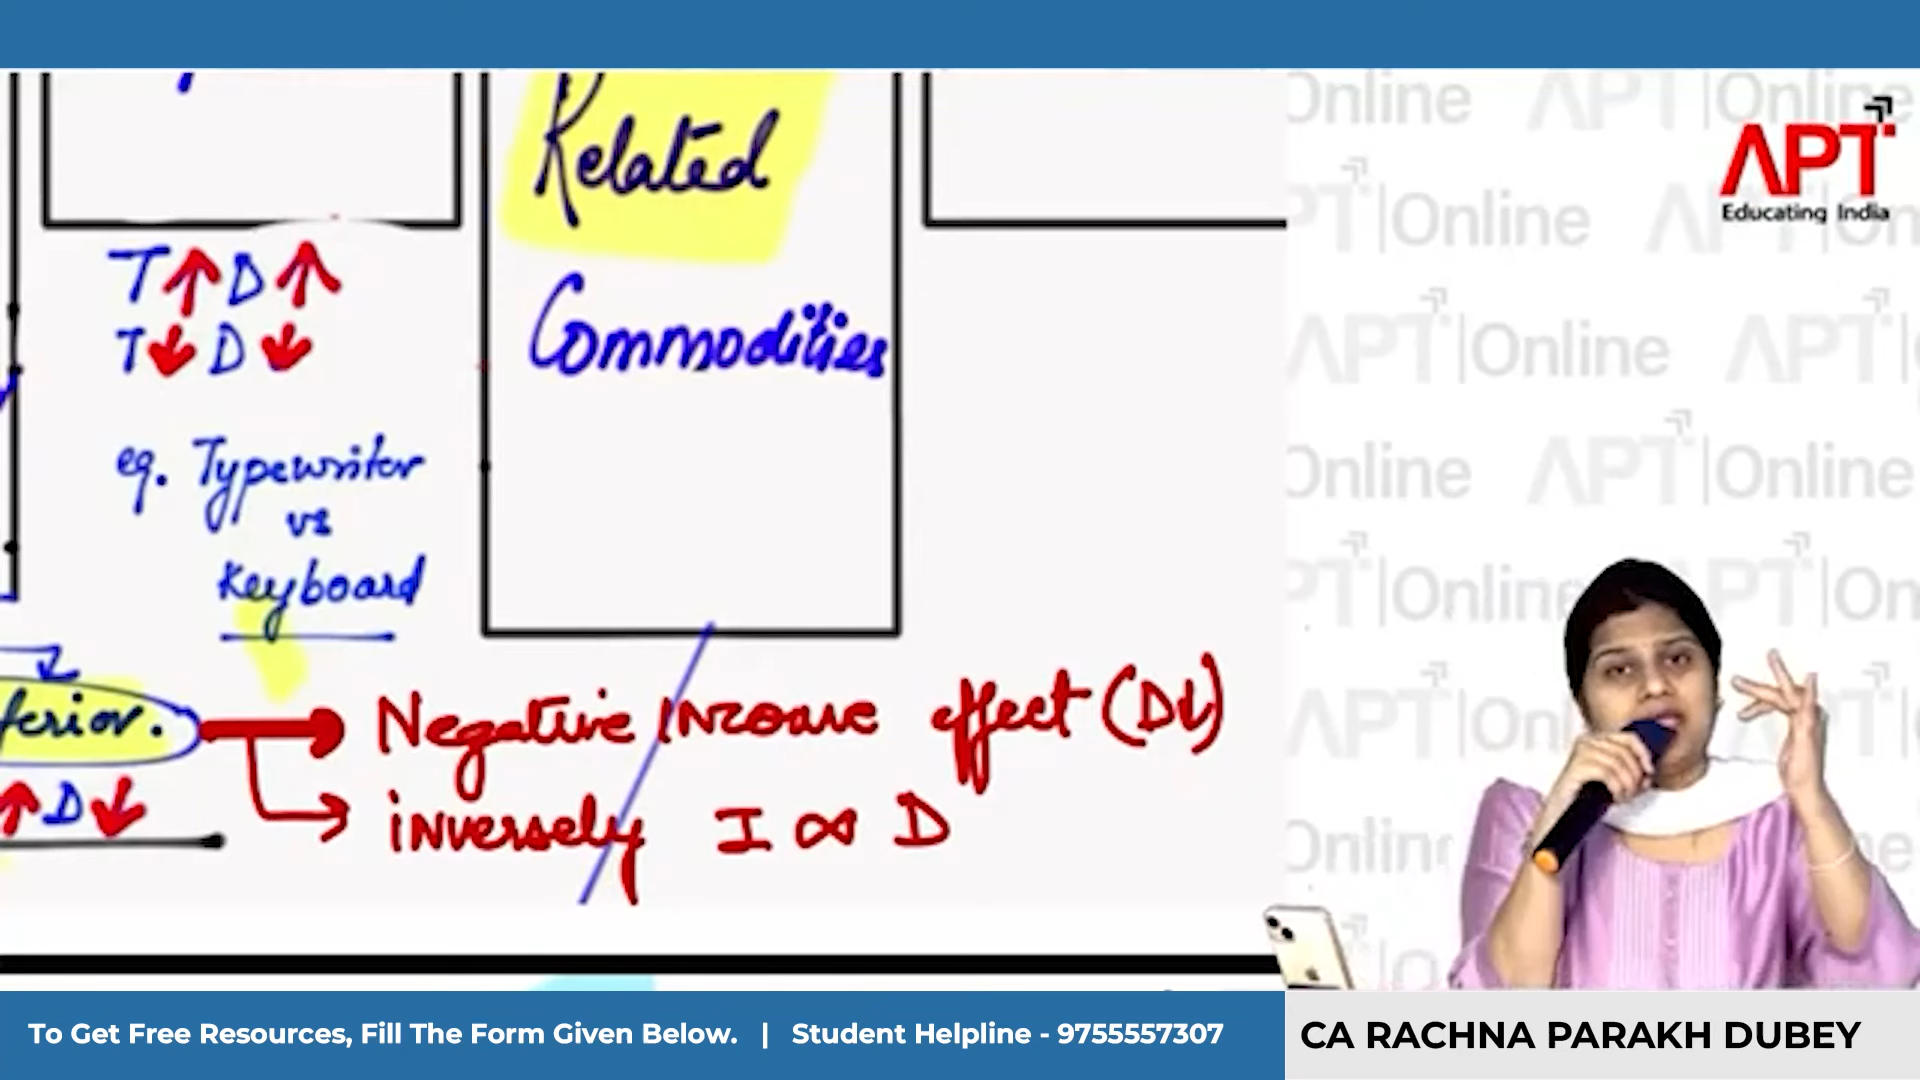 Related
Commodities
T↑ D↑
T↓ D↓
eg. Typewriter
vs
Keyboard
ferior.
↑ D↓
Negative Income effect (D↓)
inversely I ∝ D
APT
Educating India
APT|Online
To Get Free Resources, Fill The Form Given Below. | Student Helpline - 9755557307
CA RACHNA PARAKH DUBEY